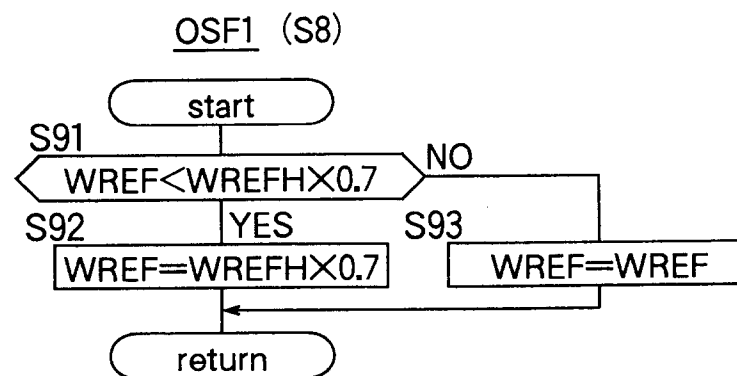 OSF1 (S8)
start
S91
WREF<WREFH×0.7
NO
YES
S92
WREF=WREFH×0.7
S93
WREF=WREF
return